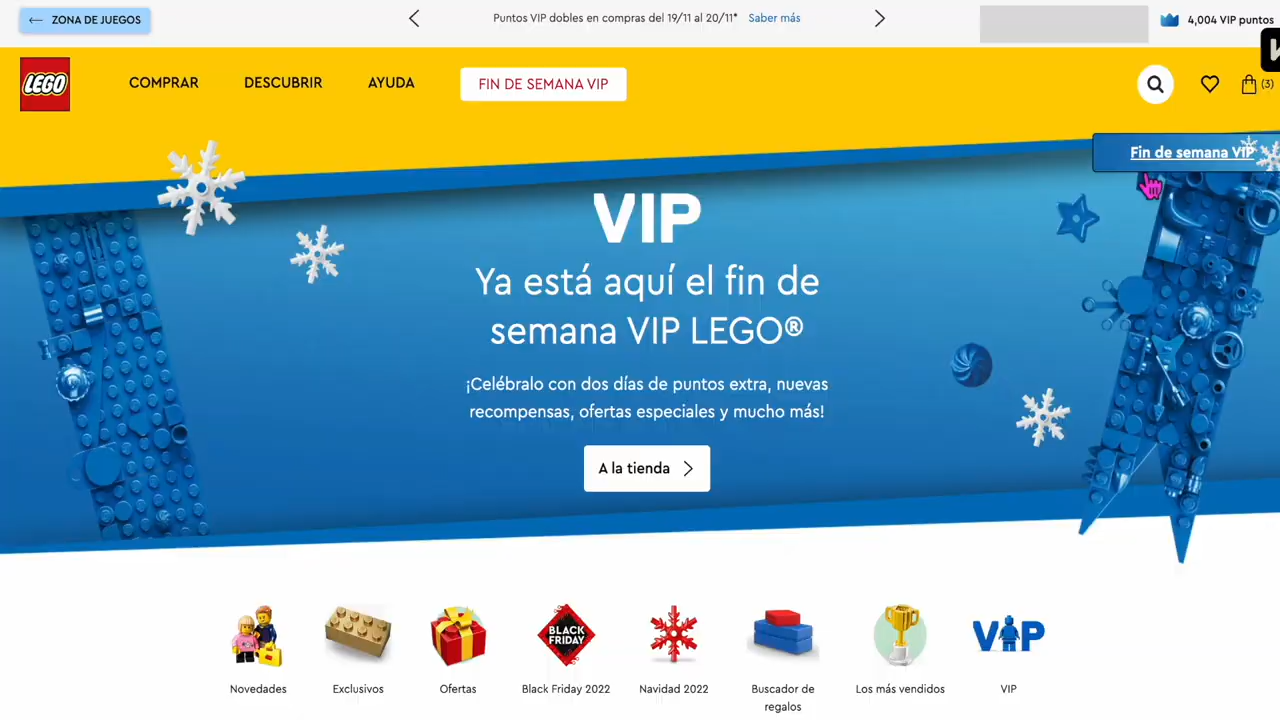 ZONA DE JUEGOS
Puntos VIP dobles en compras del 19/11 al 20/11* Saber más
4,004 VIP puntos
LEGO
COMPRAR
DESCUBRIR
AYUDA
FIN DE SEMANA VIP
(3)
Fin de semana VIP
VIP
Ya está aquí el fin de
semana VIP LEGO®
¡Celébralo con dos días de puntos extra, nuevas
recompensas, ofertas especiales y mucho más!
A la tienda
BLACK
FRIDAY
VIP
Novedades
Exclusivos
Ofertas
Black Friday 2022
Navidad 2022
Buscador de
regalos
Los más vendidos
VIP